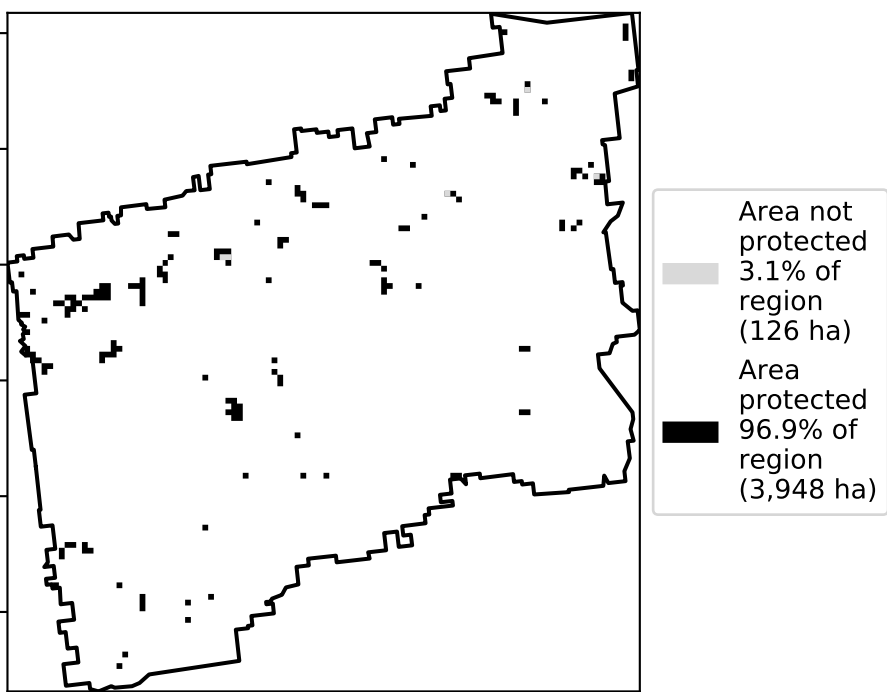 Area not
protected
3.1% of
region
(126 ha)
Area
protected
96.9% of
region
(3,948 ha)